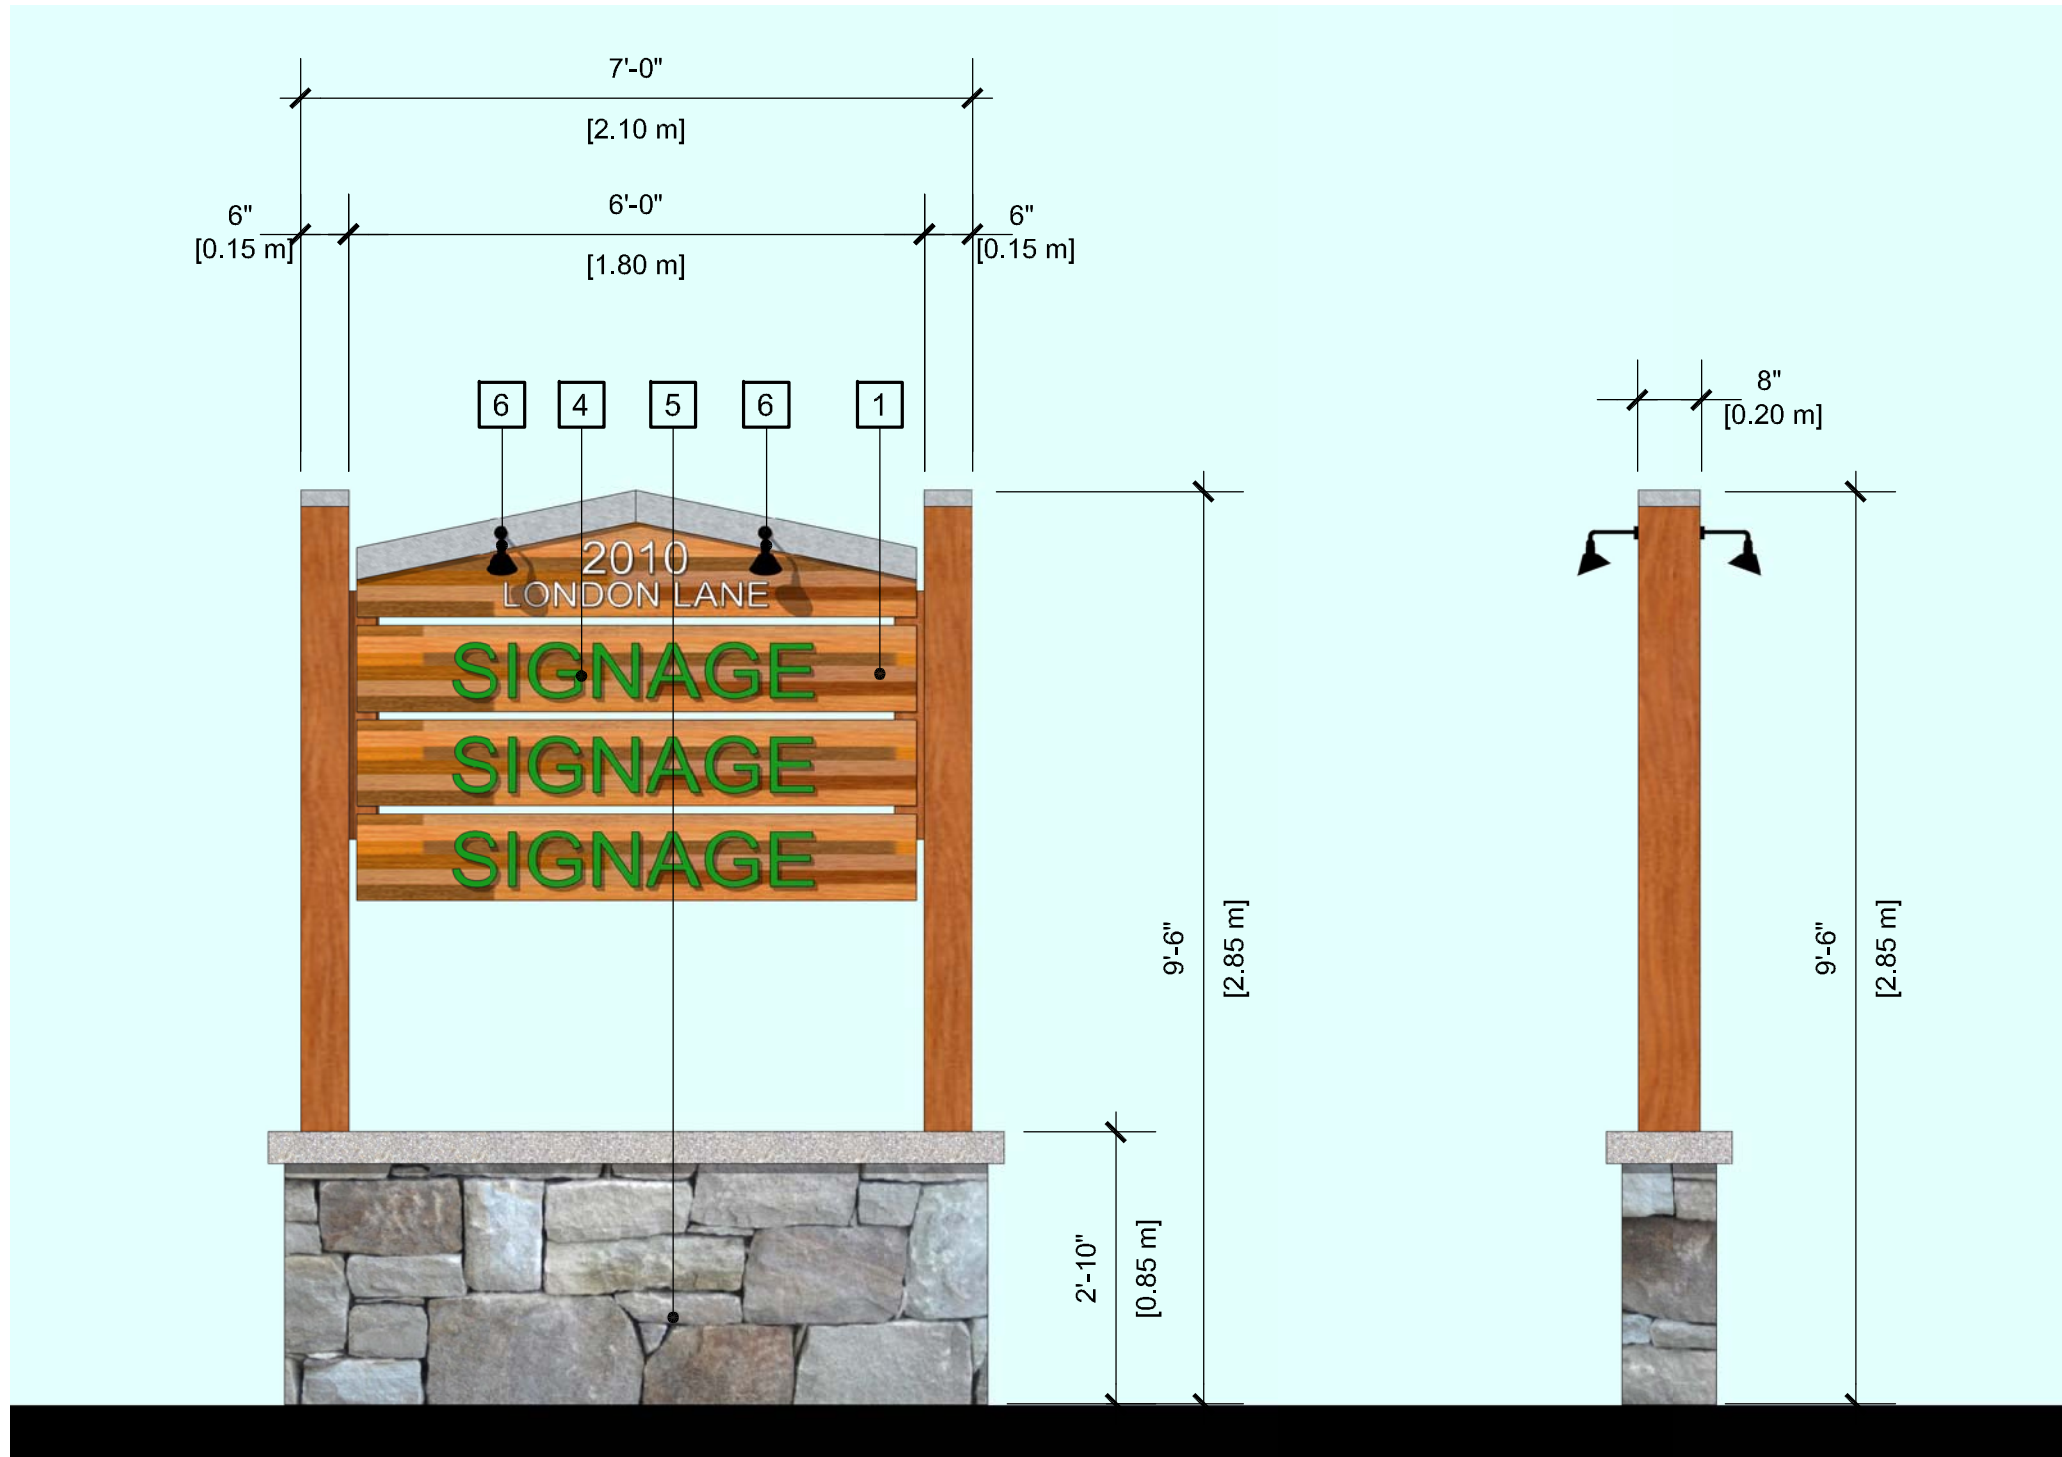 7'-0"
[2.10 m]
6"
[0.15 m]
6'-0"
[1.80 m]
6"
[0.15 m]
6
4
5
6
1
8"
[0.20 m]
2010
LONDON LANE
SIGNAGE
SIGNAGE
SIGNAGE
9'-6"
[2.85 m]
9'-6"
[2.85 m]
2'-10"
[0.85 m]